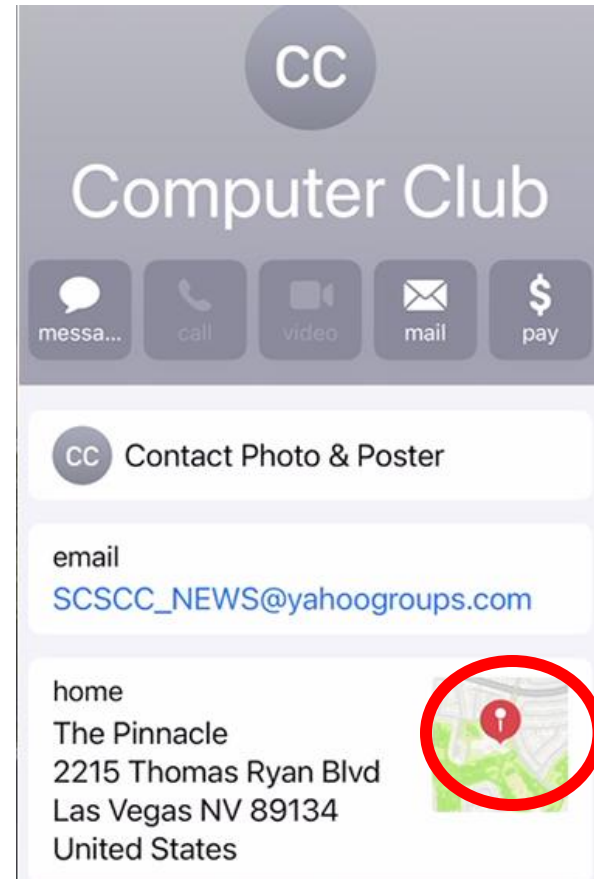 CC
Computer Club
messa...
call
video
mail
$
pay
CC Contact Photo & Poster
email
SCSCC_NEWS@yahoogroups.com
home
The Pinnacle
2215 Thomas Ryan Blvd
Las Vegas NV 89134
United States